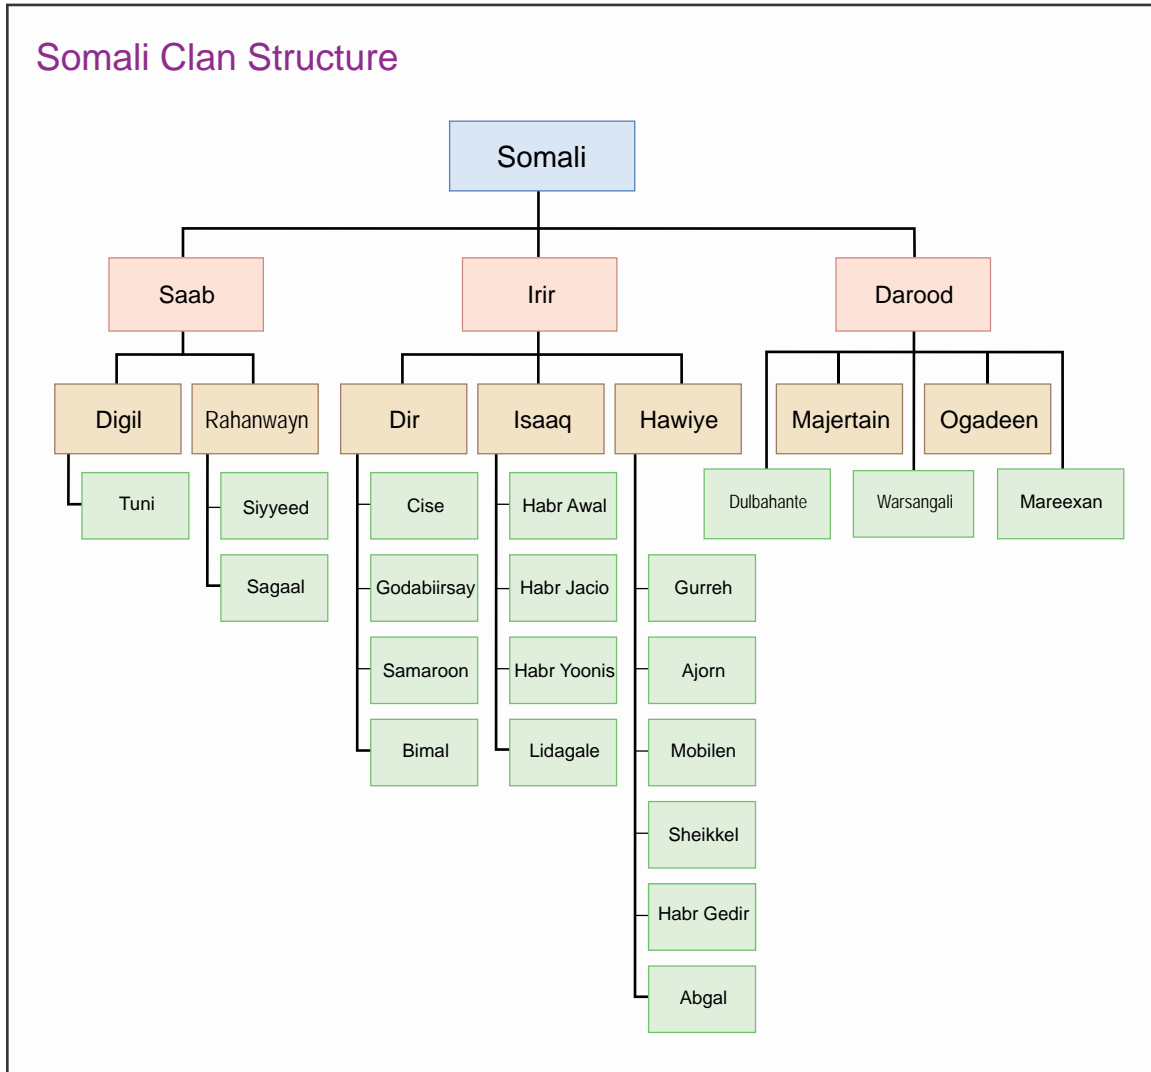 Somali Clan Structure
Somali
Saab
Irir
Darood
Digil
Rahanwayn
Dir
Isaaq
Hawiye
Majertain
Ogadeen
Tuni
Siyyeed
Sagaal
Cise
Godabiirsay
Samaroon
Bimal
Habr Awal
Habr Jacio
Habr Yoonis
Lidagale
Gurreh
Ajorn
Mobilen
Sheikkel
Habr Gedir
Abgal
Dulbahante
Warsangali
Mareexan